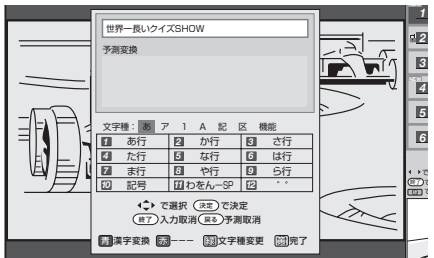 世界一長いクイズSHOW
予測変換
文字種： あ ア 1 A 記 区 機能
1 あ行 2 か行 3 さ行
4 た行 5 な行 6 は行
7 ま行 8 や行 9 ら行
10 記号 11 わをん-SP 12 ゛゜
で選択 決定 で決定
終了 入力取消 戻る 予測取消
青 漢字変換 赤 --- 緑 文字種変更 黄 完了
1
2
3
4
5
6